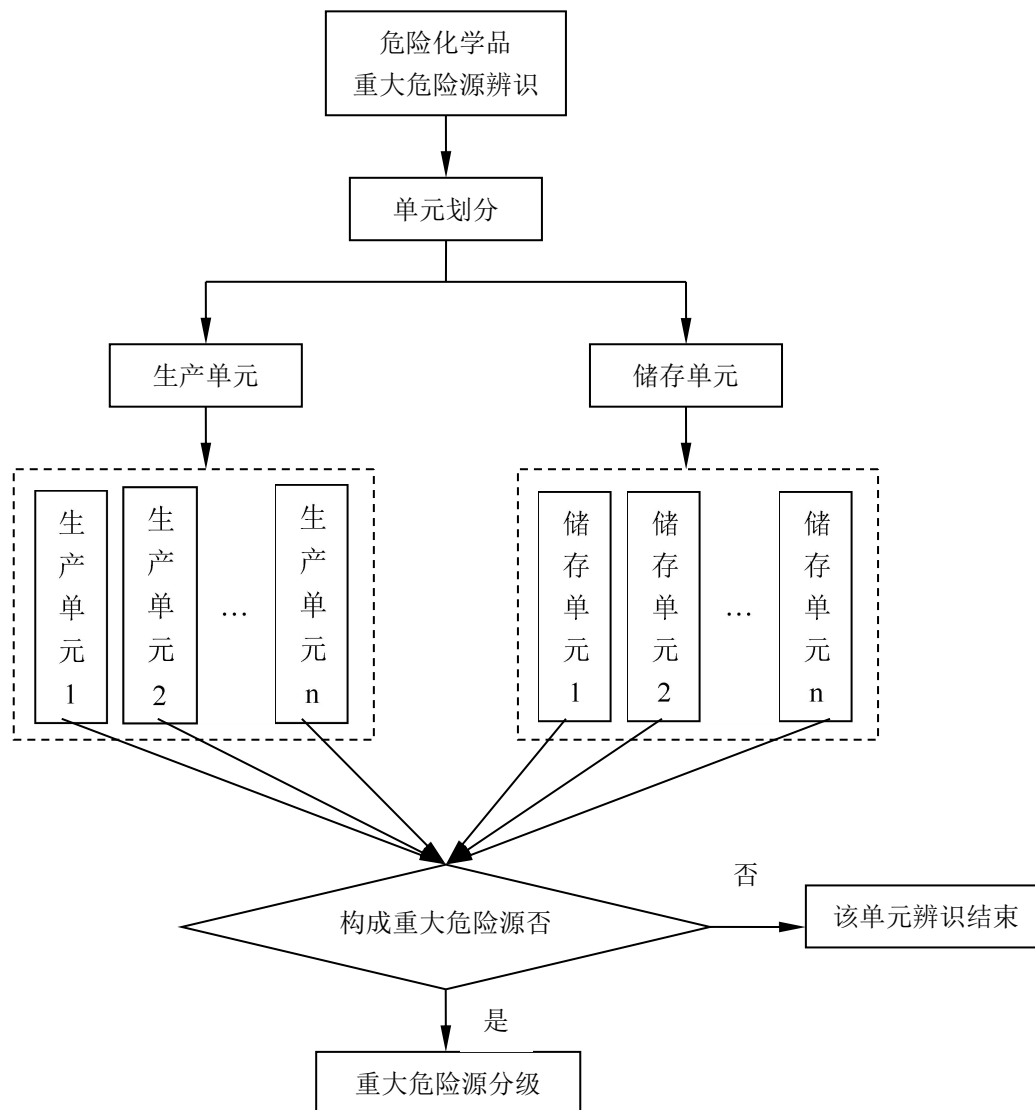 危险化学品
重大危险源辨识
单元划分
生产单元
储存单元
生产单元1
生产单元2
…
生产单元n
储存单元1
储存单元2
…
储存单元n
构成重大危险源否
否
该单元辨识结束
是
重大危险源分级